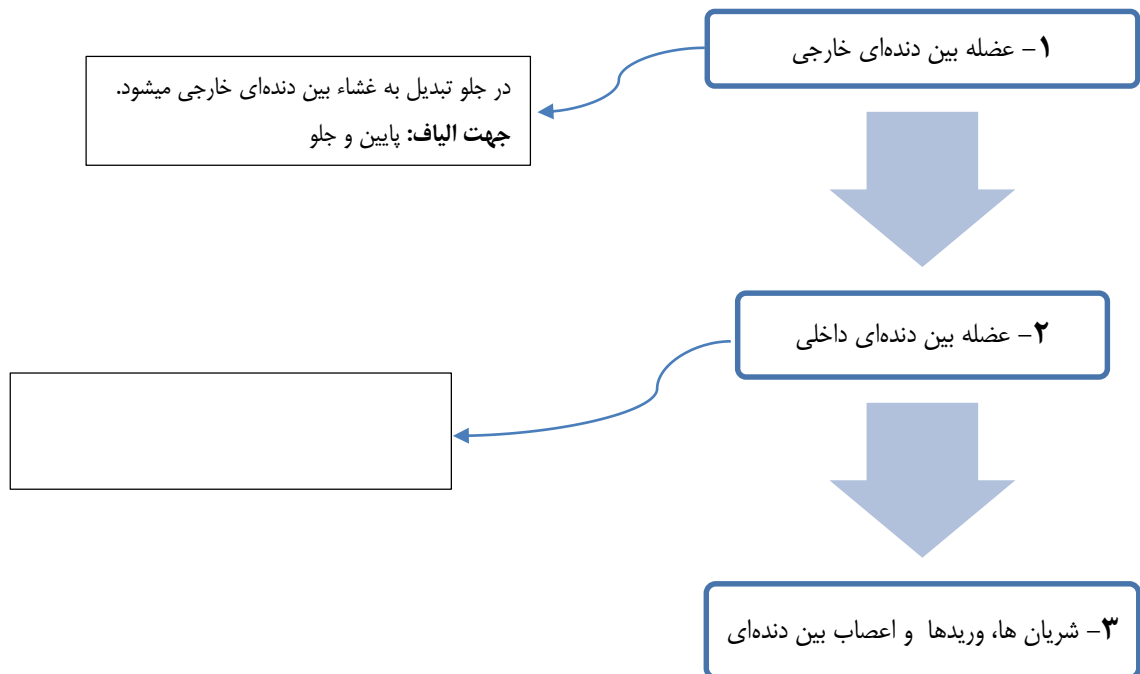 ۱- عضله بین دنده‌ای خارجی
در جلو تبدیل به غشاء بین دنده‌ای خارجی میشود.
جهت الیاف: پایین و جلو
۲- عضله بین دنده‌ای داخلی
۳- شریان ها، وریدها و اعصاب بین دنده‌ای